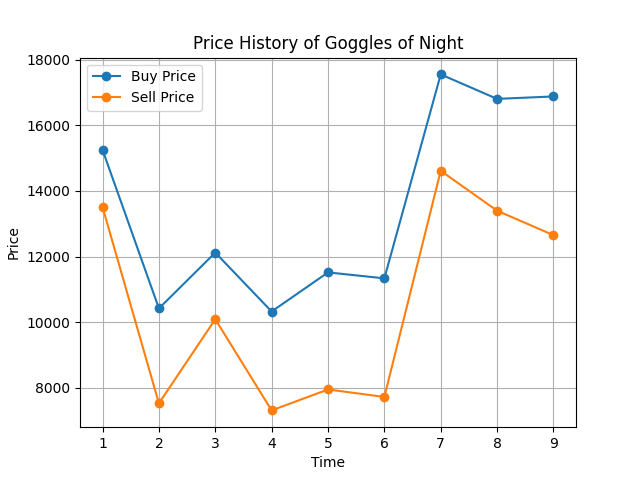 Price History of Goggles of Night
Buy Price
Sell Price
18000
16000
14000
12000
10000
8000
Price
1 2 3 4 5 6 7 8 9
Time